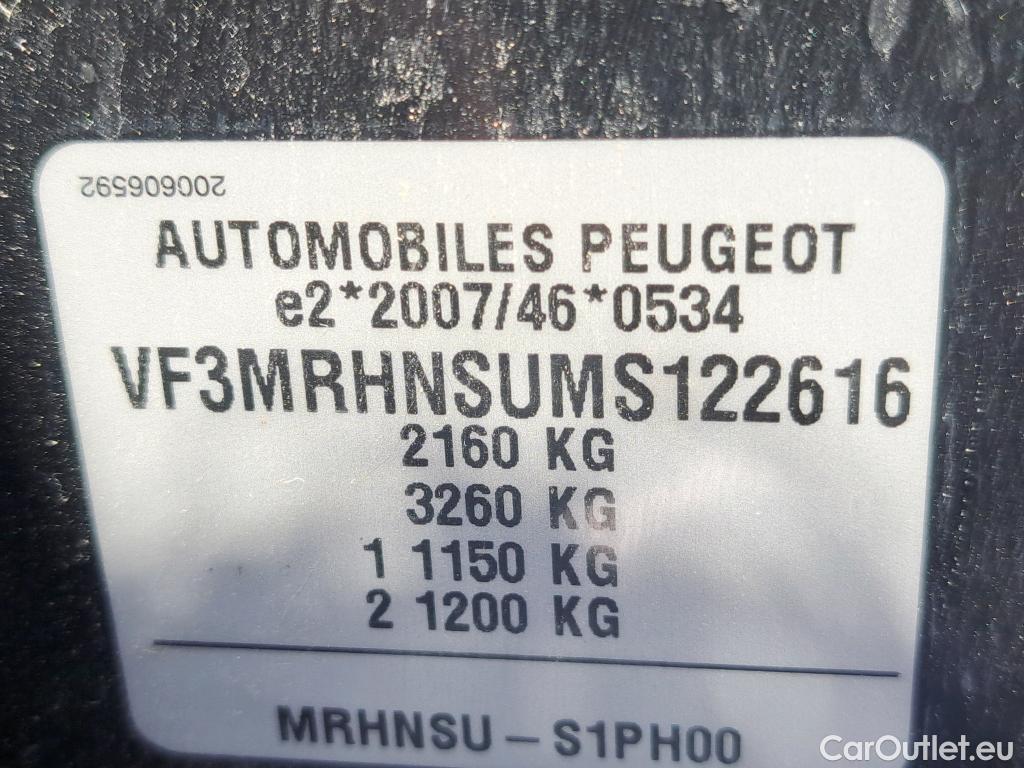 200606592
AUTOMOBILES PEUGEOT
e2*2007/46*0534
VF3MRHNSUMS122616
2160 KG
3260 KG
1 1150 KG
2 1200 KG
MRHNSU – S1PH00
CarOutlet.eu